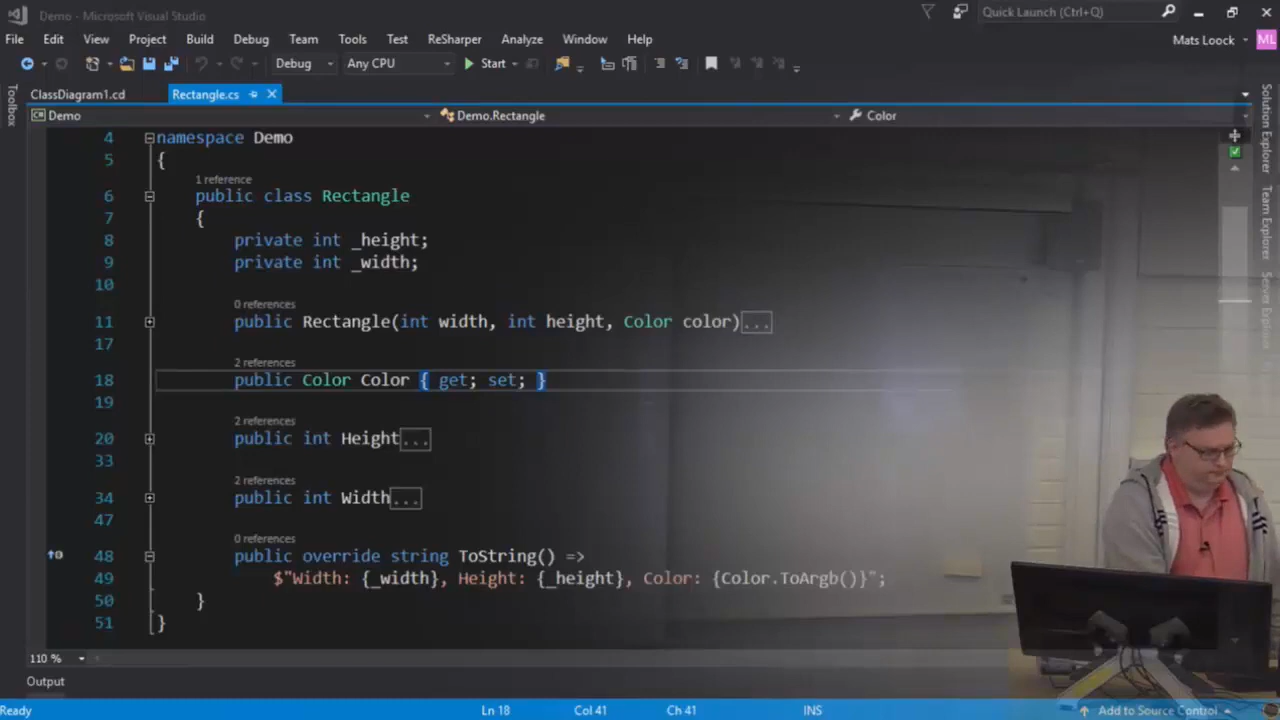 Demo - Microsoft Visual Studio
Quick Launch (Ctrl+Q)
File Edit View Project Build Debug Team Tools Test ReSharper Analyze Window Help
Mats Loock ML
Debug Any CPU Start
ClassDiagram1.cd Rectangle.cs
Demo Demo.Rectangle Color
Toolbox
Solution Explorer
Team Explorer
Server Explorer
4 namespace Demo
5 {
1 reference
6 public class Rectangle
7 {
8 private int _height;
9 private int _width;
10
0 references
11 public Rectangle(int width, int height, Color color)...
17
2 references
18 public Color Color { get; set; }
19
2 references
20 public int Height...
33
2 references
34 public int Width...
47
0 references
48 public override string ToString() =>
49 $"Width: {_width}, Height: {_height}, Color: {Color.ToArgb()}";
50 }
51 }
110 %
Output
Ready Ln 18 Col 41 Ch 41 INS Add to Source Control